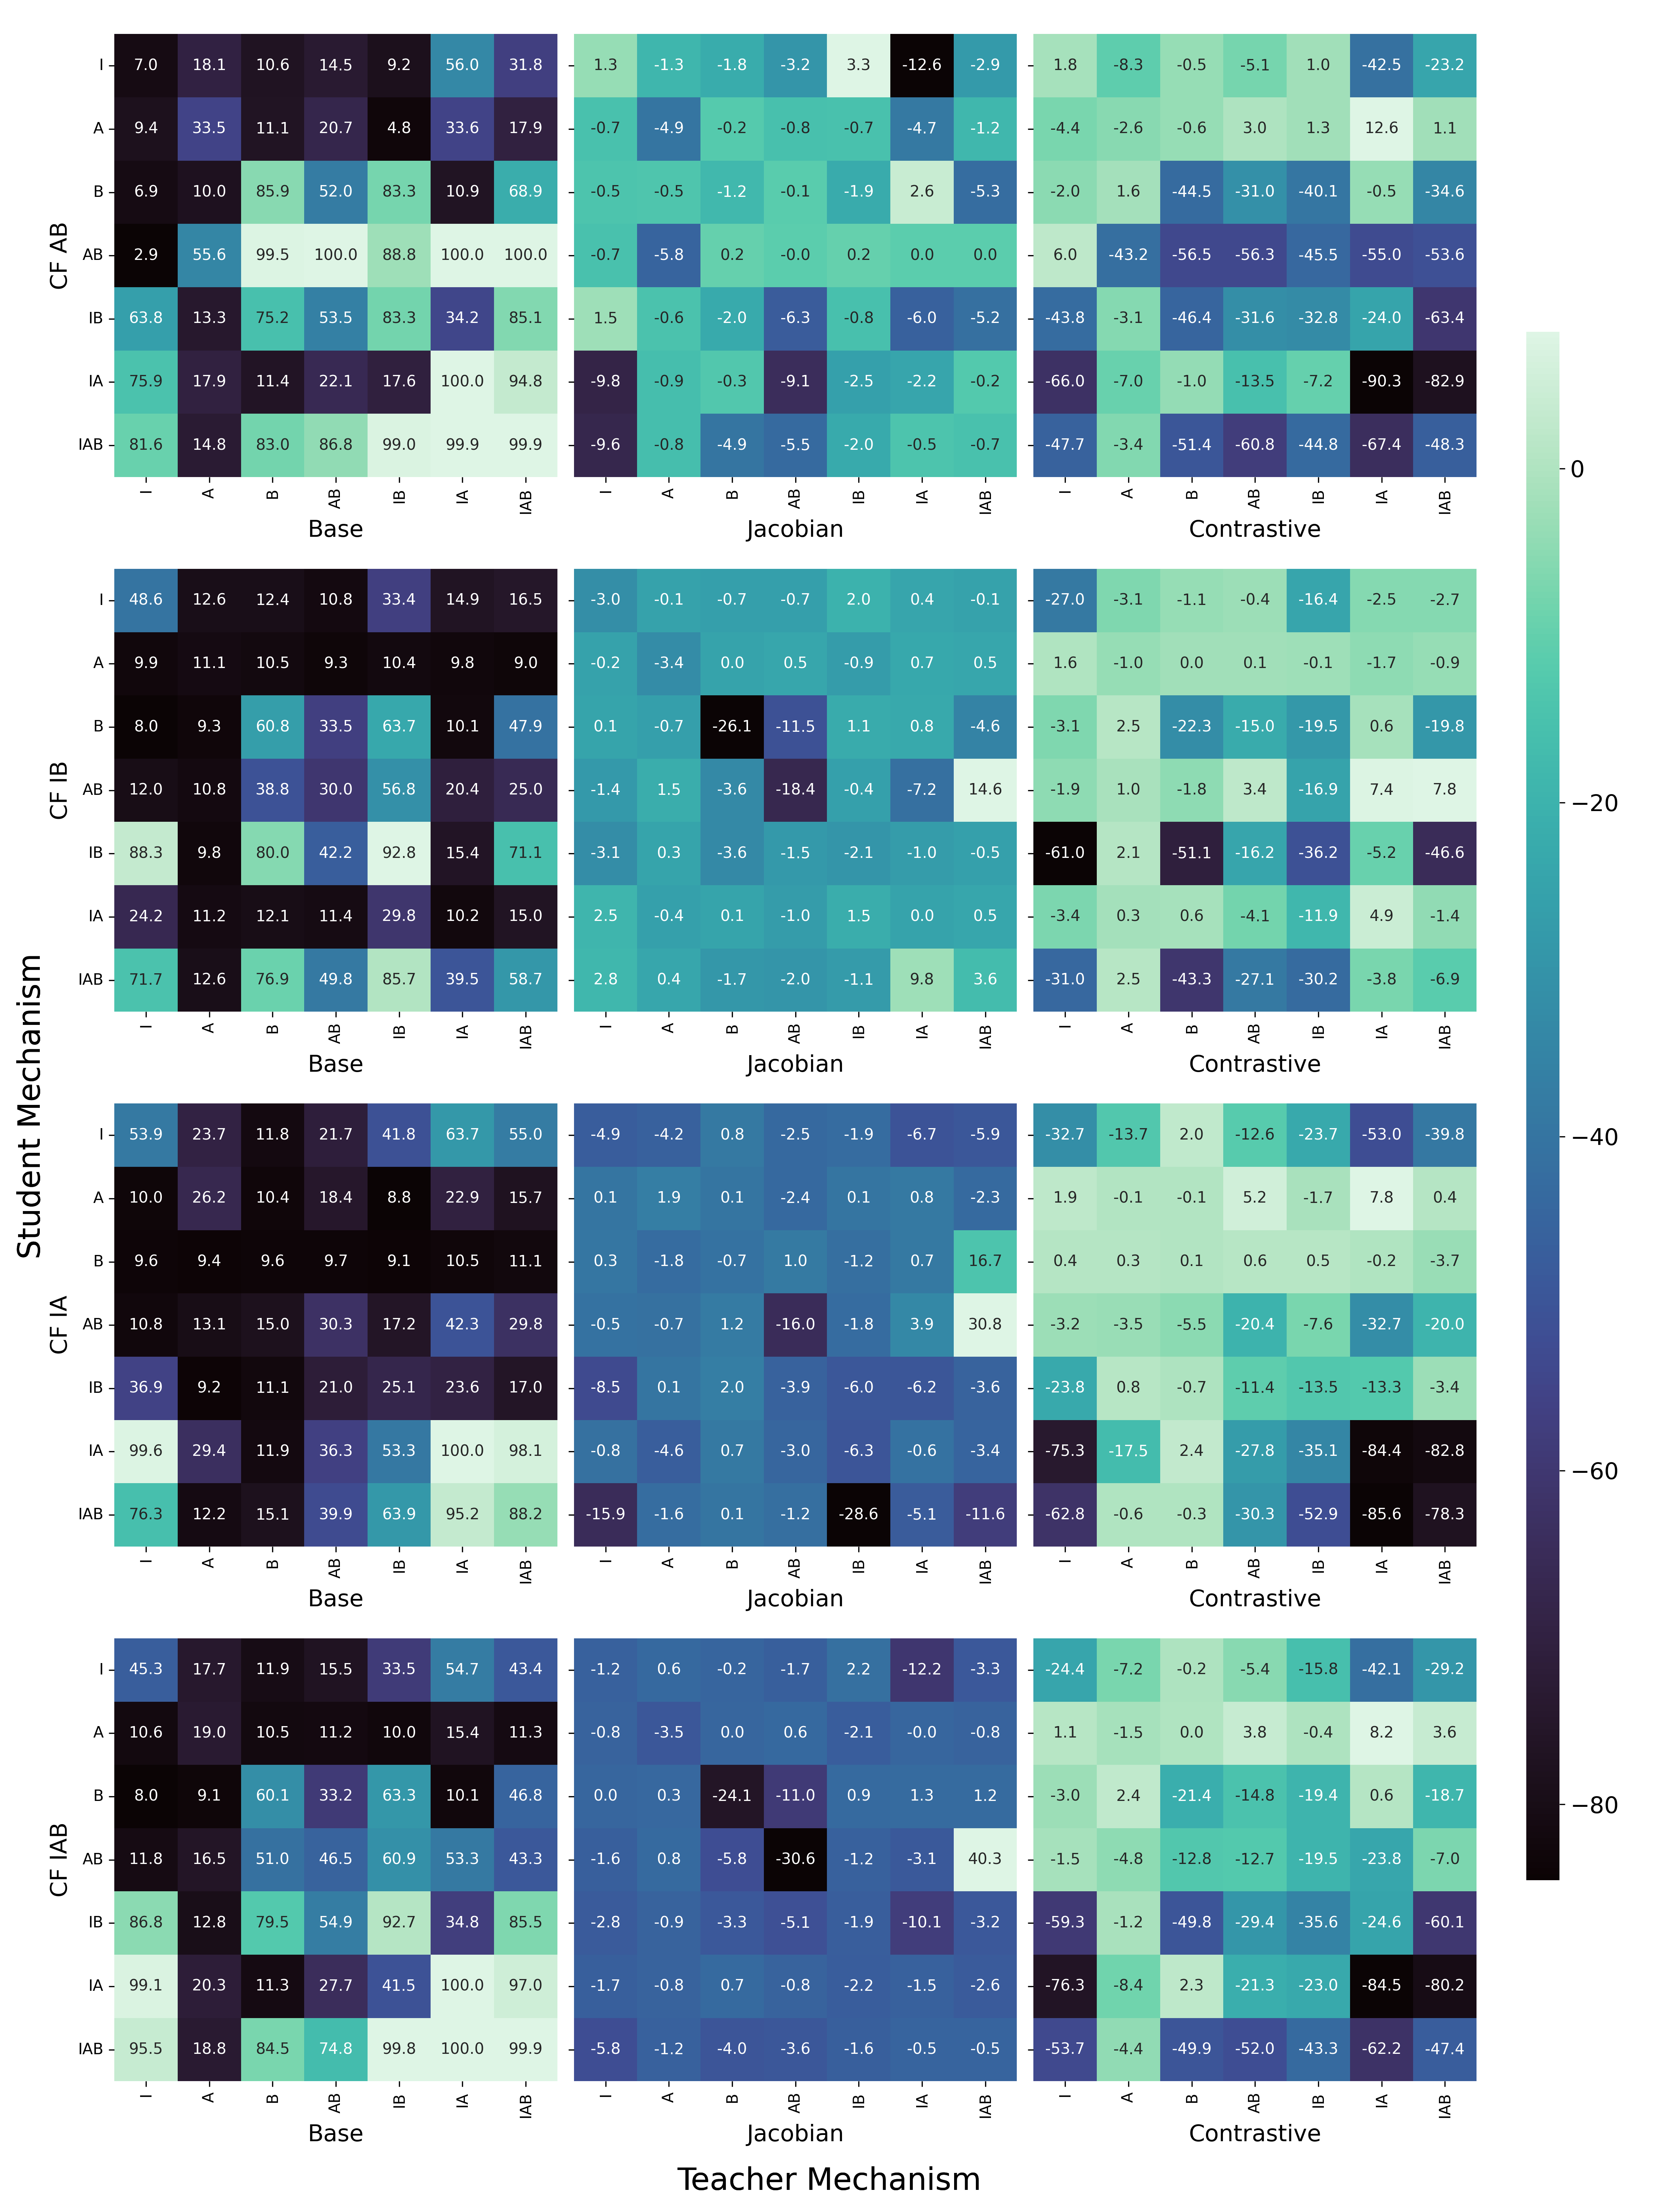 Student Mechanism
CF AB
I 7.0 18.1 10.6 14.5 9.2 56.0 31.8 1.3 -1.3 -1.8 -3.2 3.3 -12.6 -2.9 1.8 -8.3 -0.5 -5.1 1.0 -42.5 -23.2
A 9.4 33.5 11.1 20.7 4.8 33.6 17.9 -0.7 -4.9 -0.2 -0.8 -0.7 -4.7 -1.2 -4.4 -2.6 -0.6 3.0 1.3 12.6 1.1
B 6.9 10.0 85.9 52.0 83.3 10.9 68.9 -0.5 -0.5 -1.2 -0.1 -1.9 2.6 -5.3 -2.0 1.6 -44.5 -31.0 -40.1 -0.5 -34.6
AB 2.9 55.6 99.5 100.0 88.8 100.0 100.0 -0.7 -5.8 0.2 -0.0 0.2 0.0 0.0 6.0 -43.2 -56.5 -56.3 -45.5 -55.0 -53.6
IB 63.8 13.3 75.2 53.5 83.3 34.2 85.1 1.5 -0.6 -2.0 -6.3 -0.8 -6.0 -5.2 -43.8 -3.1 -46.4 -31.6 -32.8 -24.0 -63.4
IA 75.9 17.9 11.4 22.1 17.6 100.0 94.8 -9.8 -0.9 -0.3 -9.1 -2.5 -2.2 -0.2 -66.0 -7.0 -1.0 -13.5 -7.2 -90.3 -82.9
IAB 81.6 14.8 83.0 86.8 99.0 99.9 99.9 -9.6 -0.8 -4.9 -5.5 -2.0 -0.5 -0.7 -47.7 -3.4 -51.4 -60.8 -44.8 -67.4 -48.3
I A B AB IB IA IAB I A B AB IB IA IAB I A B AB IB IA IAB
Base Jacobian Contrastive
CF IB
I 48.6 12.6 12.4 10.8 33.4 14.9 16.5 -3.0 -0.1 -0.7 -0.7 2.0 0.4 -0.1 -27.0 -3.1 -1.1 -0.4 -16.4 -2.5 -2.7
A 9.9 11.1 10.5 9.3 10.4 9.8 9.0 -0.2 -3.4 0.0 0.5 -0.9 0.7 0.5 1.6 -1.0 0.0 0.1 -0.1 -1.7 -0.9
B 8.0 9.3 60.8 33.5 63.7 10.1 47.9 0.1 -0.7 -26.1 -11.5 1.1 0.8 -4.6 -3.1 2.5 -22.3 -15.0 -19.5 0.6 -19.8
AB 12.0 10.8 38.8 30.0 56.8 20.4 25.0 -1.4 1.5 -3.6 -18.4 -0.4 -7.2 14.6 -1.9 1.0 -1.8 3.4 -16.9 7.4 7.8
IB 88.3 9.8 80.0 42.2 92.8 15.4 71.1 -3.1 0.3 -3.6 -1.5 -2.1 -1.0 -0.5 -61.0 2.1 -51.1 -16.2 -36.2 -5.2 -46.6
IA 24.2 11.2 12.1 11.4 29.8 10.2 15.0 2.5 -0.4 0.1 -1.0 1.5 0.0 0.5 -3.4 0.3 0.6 -4.1 -11.9 4.9 -1.4
IAB 71.7 12.6 76.9 49.8 85.7 39.5 58.7 2.8 0.4 -1.7 -2.0 -1.1 9.8 3.6 -31.0 2.5 -43.3 -27.1 -30.2 -3.8 -6.9
I A B AB IB IA IAB I A B AB IB IA IAB I A B AB IB IA IAB
Base Jacobian Contrastive
CF IA
I 53.9 23.7 11.8 21.7 41.8 63.7 55.0 -4.9 -4.2 0.8 -2.5 -1.9 -6.7 -5.9 -32.7 -13.7 2.0 -12.6 -23.7 -53.0 -39.8
A 10.0 26.2 10.4 18.4 8.8 22.9 15.7 0.1 1.9 0.1 -2.4 0.1 0.8 -2.3 1.9 -0.1 -0.1 5.2 -1.7 7.8 0.4
B 9.6 9.4 9.6 9.7 9.1 10.5 11.1 0.3 -1.8 -0.7 1.0 -1.2 0.7 16.7 0.4 0.3 0.1 0.6 0.5 -0.2 -3.7
AB 10.8 13.1 15.0 30.3 17.2 42.3 29.8 -0.5 -0.7 1.2 -16.0 -1.8 3.9 30.8 -3.2 -3.5 -5.5 -20.4 -7.6 -32.7 -20.0
IB 36.9 9.2 11.1 21.0 25.1 23.6 17.0 -8.5 0.1 2.0 -3.9 -6.0 -6.2 -3.6 -23.8 0.8 -0.7 -11.4 -13.5 -13.3 -3.4
IA 99.6 29.4 11.9 36.3 53.3 100.0 98.1 -0.8 -4.6 0.7 -3.0 -6.3 -0.6 -3.4 -75.3 -17.5 2.4 -27.8 -35.1 -84.4 -82.8
IAB 76.3 12.2 15.1 39.9 63.9 95.2 88.2 -15.9 -1.6 0.1 -1.2 -28.6 -5.1 -11.6 -62.8 -0.6 -0.3 -30.3 -52.9 -85.6 -78.3
I A B AB IB IA IAB I A B AB IB IA IAB I A B AB IB IA IAB
Base Jacobian Contrastive
CF IAB
I 45.3 17.7 11.9 15.5 33.5 54.7 43.4 -1.2 0.6 -0.2 -1.7 2.2 -12.2 -3.3 -24.4 -7.2 -0.2 -5.4 -15.8 -42.1 -29.2
A 10.6 19.0 10.5 11.2 10.0 15.4 11.3 -0.8 -3.5 0.0 0.6 -2.1 -0.0 -0.8 1.1 -1.5 0.0 3.8 -0.4 8.2 3.6
B 8.0 9.1 60.1 33.2 63.3 10.1 46.8 0.0 0.3 -24.1 -11.0 0.9 1.3 1.2 -3.0 2.4 -21.4 -14.8 -19.4 0.6 -18.7
AB 11.8 16.5 51.0 46.5 60.9 53.3 43.3 -1.6 0.8 -5.8 -30.6 -1.2 -3.1 40.3 -1.5 -4.8 -12.8 -12.7 -19.5 -23.8 -7.0
IB 86.8 12.8 79.5 54.9 92.7 34.8 85.5 -2.8 -0.9 -3.3 -5.1 -1.9 -10.1 -3.2 -59.3 -1.2 -49.8 -29.4 -35.6 -24.6 -60.1
IA 99.1 20.3 11.3 27.7 41.5 100.0 97.0 -1.7 -0.8 0.7 -0.8 -2.2 -1.5 -2.6 -76.3 -8.4 2.3 -21.3 -23.0 -84.5 -80.2
IAB 95.5 18.8 84.5 74.8 99.8 100.0 99.9 -5.8 -1.2 -4.0 -3.6 -1.6 -0.5 -0.5 -53.7 -4.4 -49.9 -52.0 -43.3 -62.2 -47.4
I A B AB IB IA IAB I A B AB IB IA IAB I A B AB IB IA IAB
Base Jacobian Contrastive
Teacher Mechanism
0
−20
−40
−60
−80